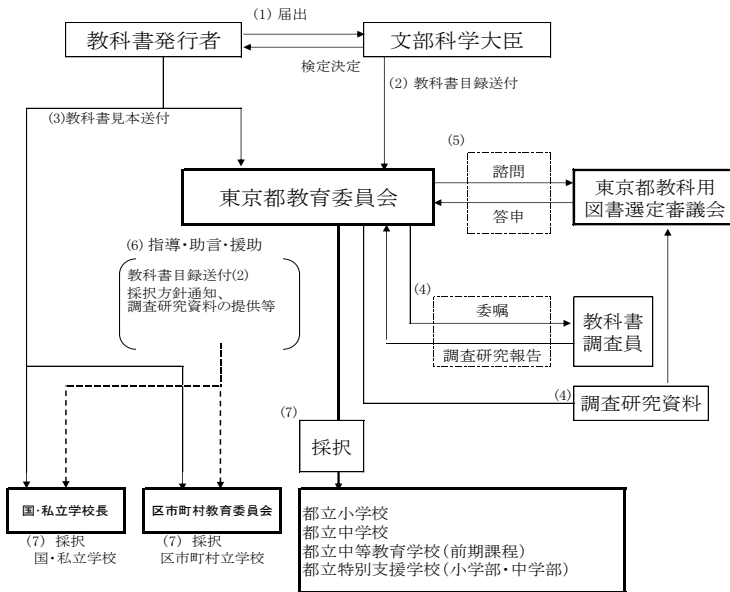 (1) 届出
教科書発行者
文部科学大臣
検定決定
(2) 教科書目録送付
(3)教科書見本送付
(5)
諮問
東京都教育委員会
東京都教科用
図書選定審議会
答申
(6) 指導・助言・援助
教科書目録送付(2)
採択方針通知、
調査研究資料の提供等
(4)
委嘱
教科書
調査員
調査研究報告
(4)
調査研究資料
(7)
採択
国・私立学校長
区市町村教育委員会
(7) 採択
国・私立学校
(7) 採択
区市町村立学校
都立小学校
都立中学校
都立中等教育学校(前期課程)
都立特別支援学校(小学部・中学部)